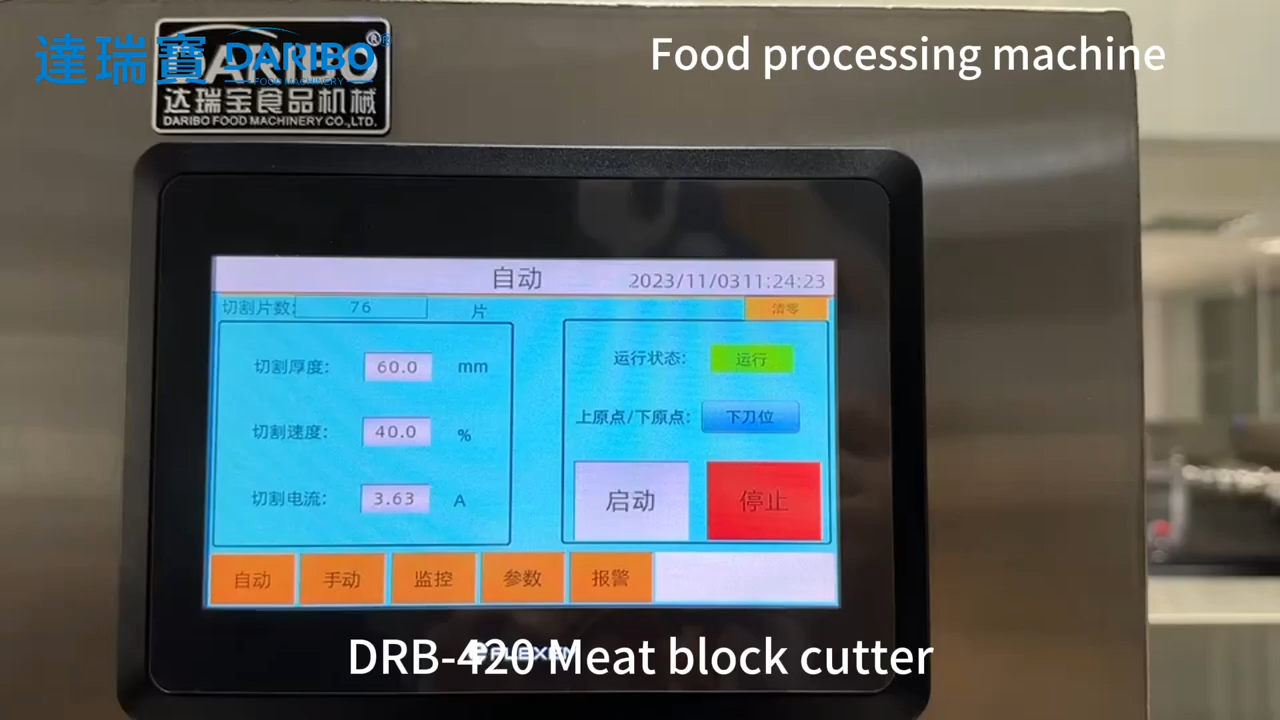 達瑞寶 DARIBO®
FOOD MACHINERY
DARIBO®
达瑞宝食品机械
DARIBO FOOD MACHINERY CO.,LTD.
Food processing machine
自动 2023/11/03 11:24:23
切割片数: 76 片 清零
切割厚度: 60.0 mm
切割速度: 40.0 %
切割电流: 3.63 A
运行状态: 运行
上原点/下原点: 下刀位
启动 停止
自动 手动 监控 参数 报警
DRB-420 Meat block cutter